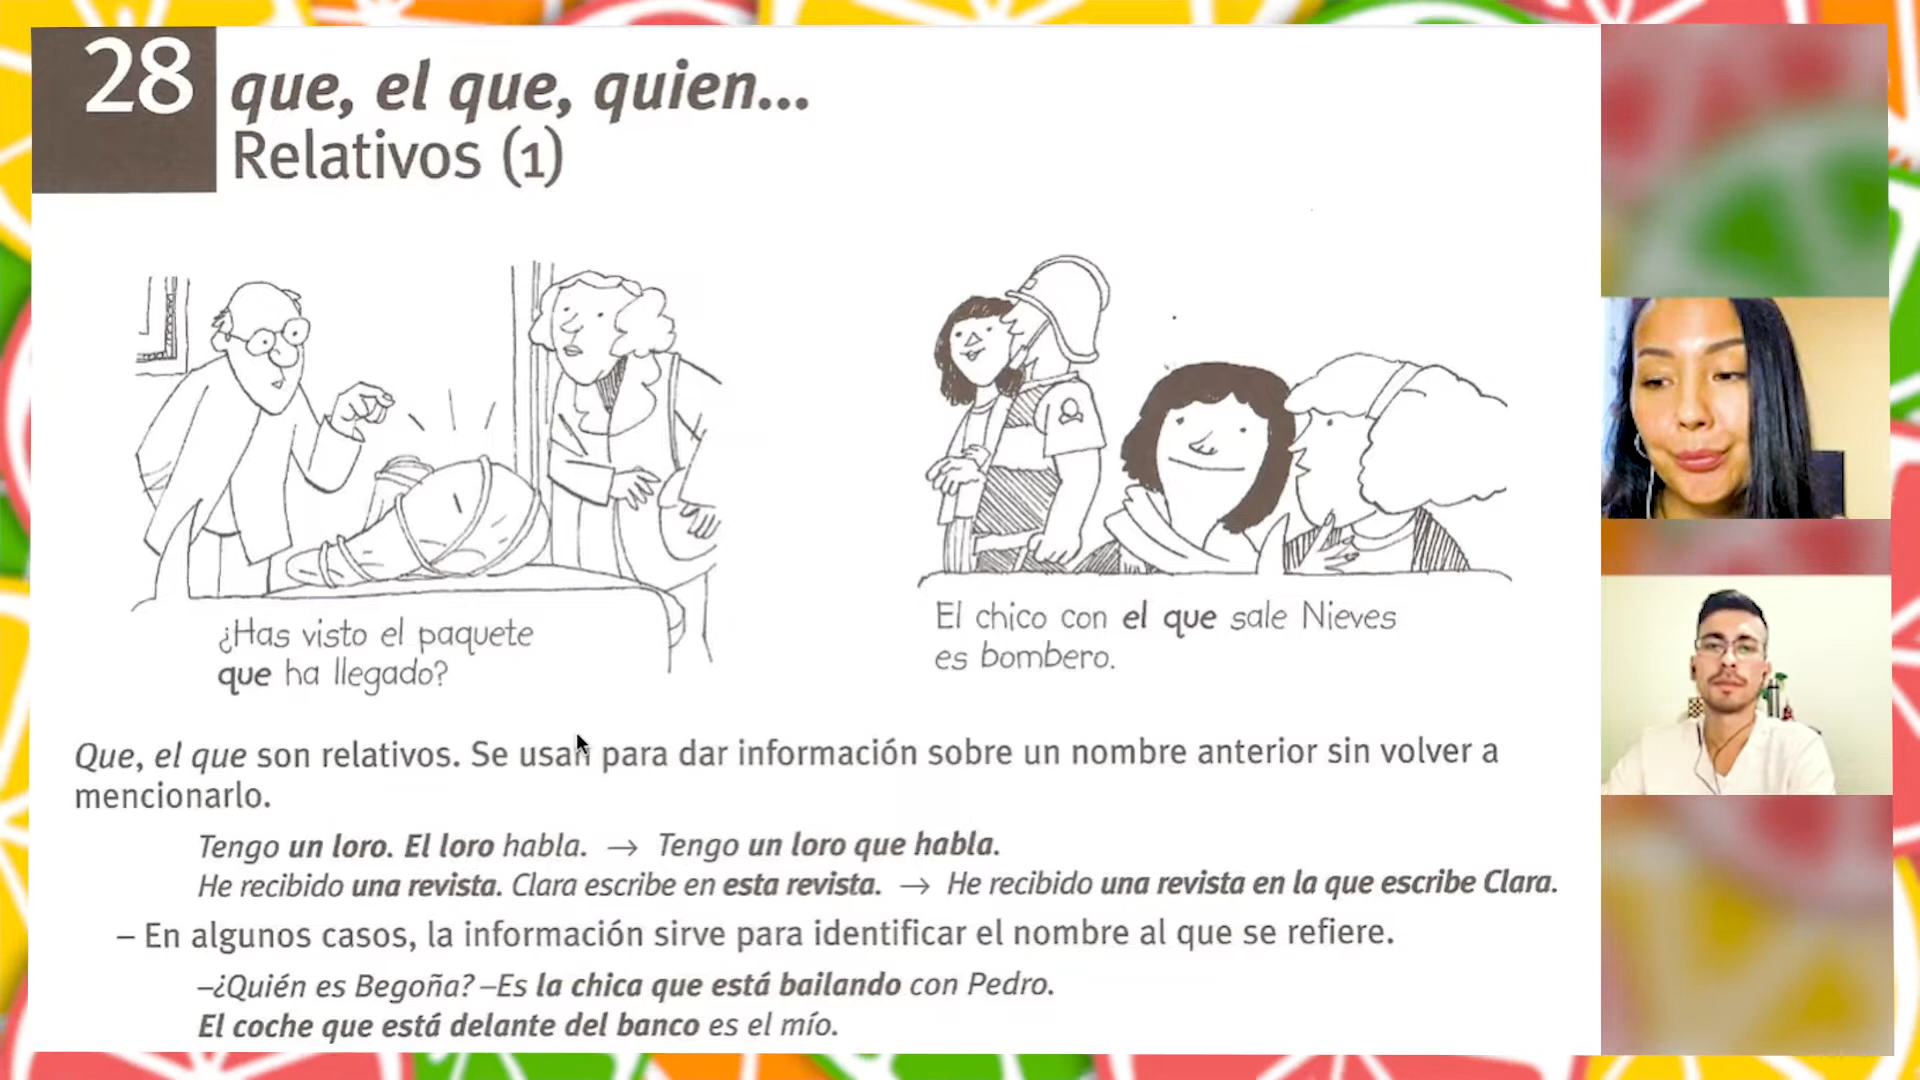 28
que, el que, quien...
Relativos (1)
¿Has visto el paquete
que ha llegado?
El chico con el que sale Nieves
es bombero.
Que, el que son relativos. Se usan para dar información sobre un nombre anterior sin volver a
mencionarlo.
Tengo un loro. El loro habla. → Tengo un loro que habla.
He recibido una revista. Clara escribe en esta revista. → He recibido una revista en la que escribe Clara.
– En algunos casos, la información sirve para identificar el nombre al que se refiere.
–¿Quién es Begoña? –Es la chica que está bailando con Pedro.
El coche que está delante del banco es el mío.